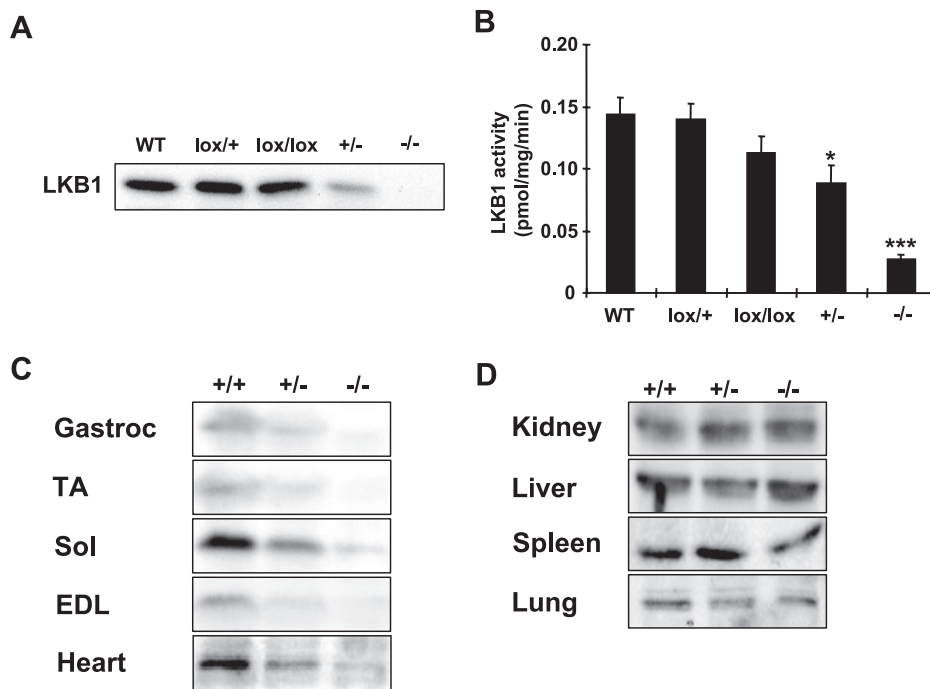 A
WT lox/+ lox/lox +/- -/-
LKB1
B
LKB1 activity
(pmol/mg/min)
0.20
0.15
0.10
0.05
0
*
***
WT lox/+ lox/lox +/- -/-
C
+/+ +/- -/-
Gastroc
TA
Sol
EDL
Heart
D
+/+ +/- -/-
Kidney
Liver
Spleen
Lung